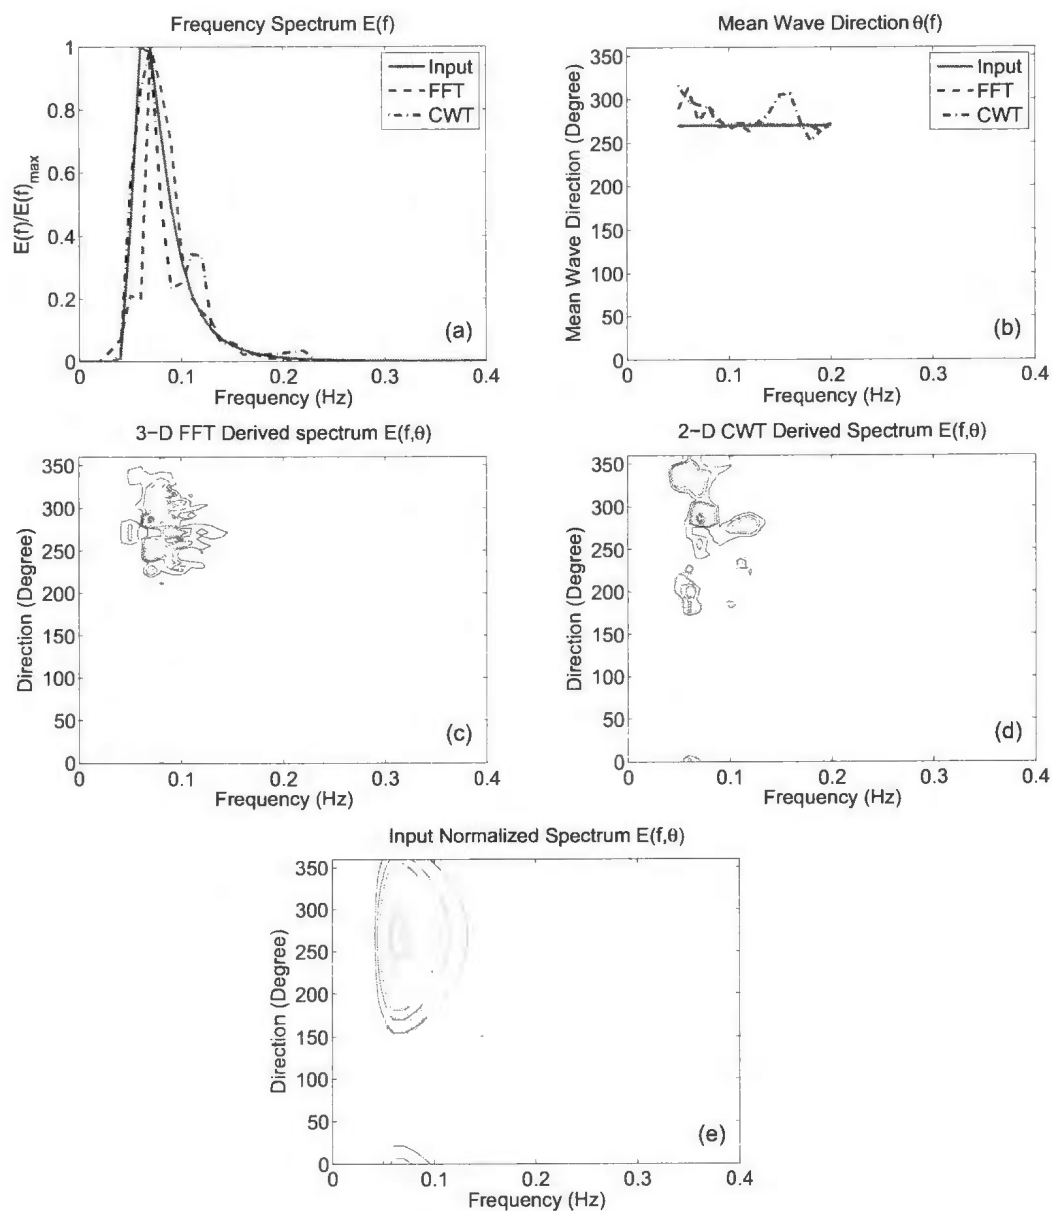 Frequency Spectrum E(f)
1
0.8
0.6
0.4
0.2
0
E(f)/E(f)max
Input
FFT
CWT
(a)
0
0.1
0.2
0.3
0.4
Frequency (Hz)
Mean Wave Direction θ(f)
350
300
250
200
150
100
50
0
Mean Wave Direction (Degree)
Input
FFT
CWT
(b)
0
0.1
0.2
0.3
0.4
Frequency (Hz)
3−D FFT Derived spectrum E(f,θ)
350
300
250
200
150
100
50
0
Direction (Degree)
(c)
0
0.1
0.2
0.3
0.4
Frequency (Hz)
2−D CWT Derived Spectrum E(f,θ)
350
300
250
200
150
100
50
0
Direction (Degree)
(d)
0
0.1
0.2
0.3
0.4
Frequency (Hz)
Input Normalized Spectrum E(f,θ)
350
300
250
200
150
100
50
0
Direction (Degree)
(e)
0
0.1
0.2
0.3
0.4
Frequency (Hz)